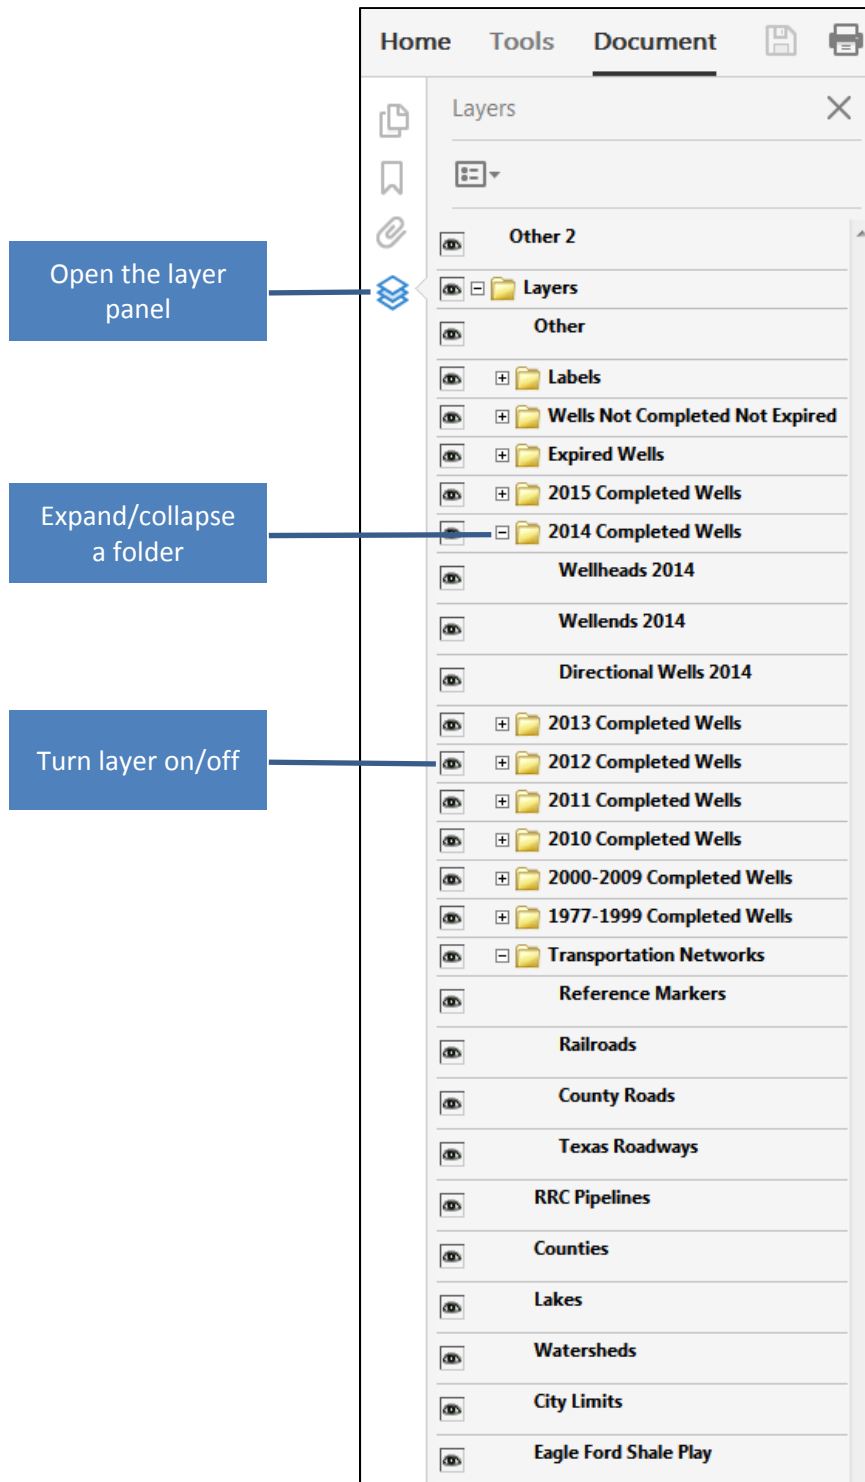 Home Tools Document
Layers
Other 2
Open the layer
panel
Layers
Other
Labels
Wells Not Completed Not Expired
Expired Wells
2015 Completed Wells
Expand/collapse
a folder
2014 Completed Wells
Wellheads 2014
Wellends 2014
Directional Wells 2014
2013 Completed Wells
Turn layer on/off
2012 Completed Wells
2011 Completed Wells
2010 Completed Wells
2000-2009 Completed Wells
1977-1999 Completed Wells
Transportation Networks
Reference Markers
Railroads
County Roads
Texas Roadways
RRC Pipelines
Counties
Lakes
Watersheds
City Limits
Eagle Ford Shale Play